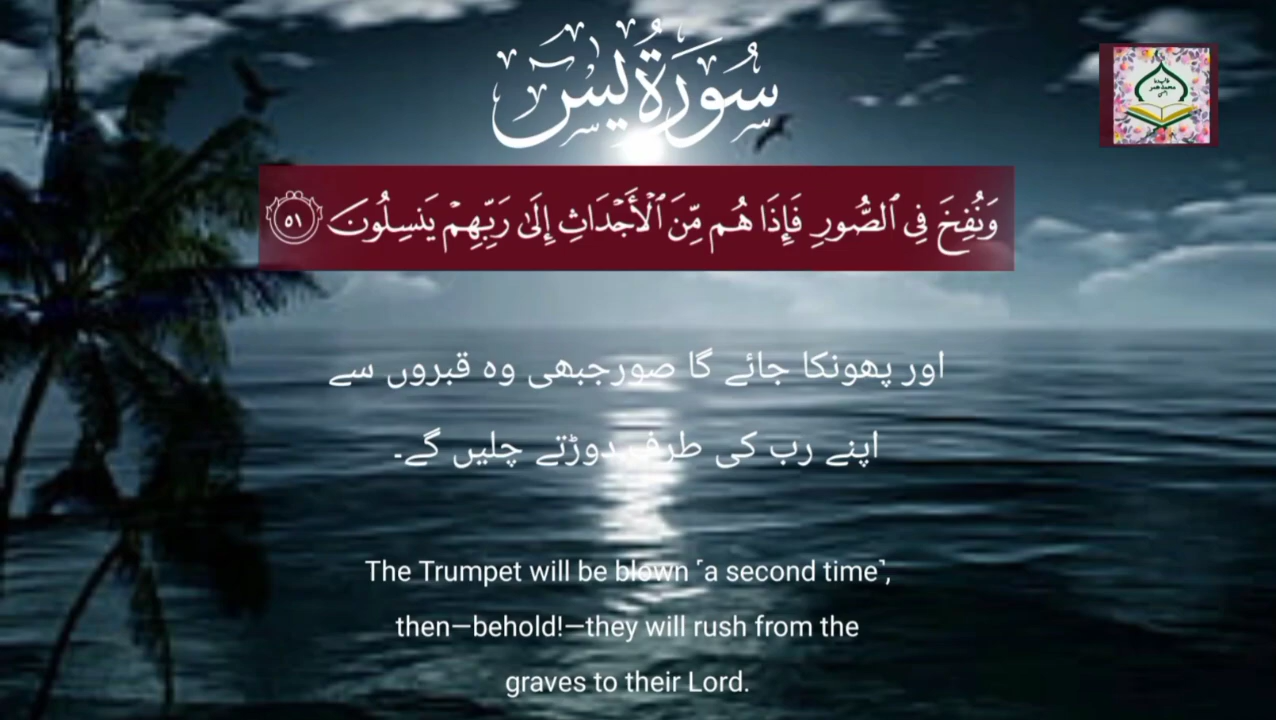 سُورَةُ يسٓ
وَنُفِخَ فِى ٱلصُّورِ فَإِذَا هُم مِّنَ ٱلْأَجْدَاثِ إِلَىٰ رَبِّهِمْ يَنسِلُونَ ٥١
اور پھونکا جائے گا صورجبھی وہ قبروں سے
اپنے رب کی طرف دوڑتے چلیں گے۔
The Trumpet will be blown ˹a second time˺,
then—behold!—they will rush from the
graves to their Lord.